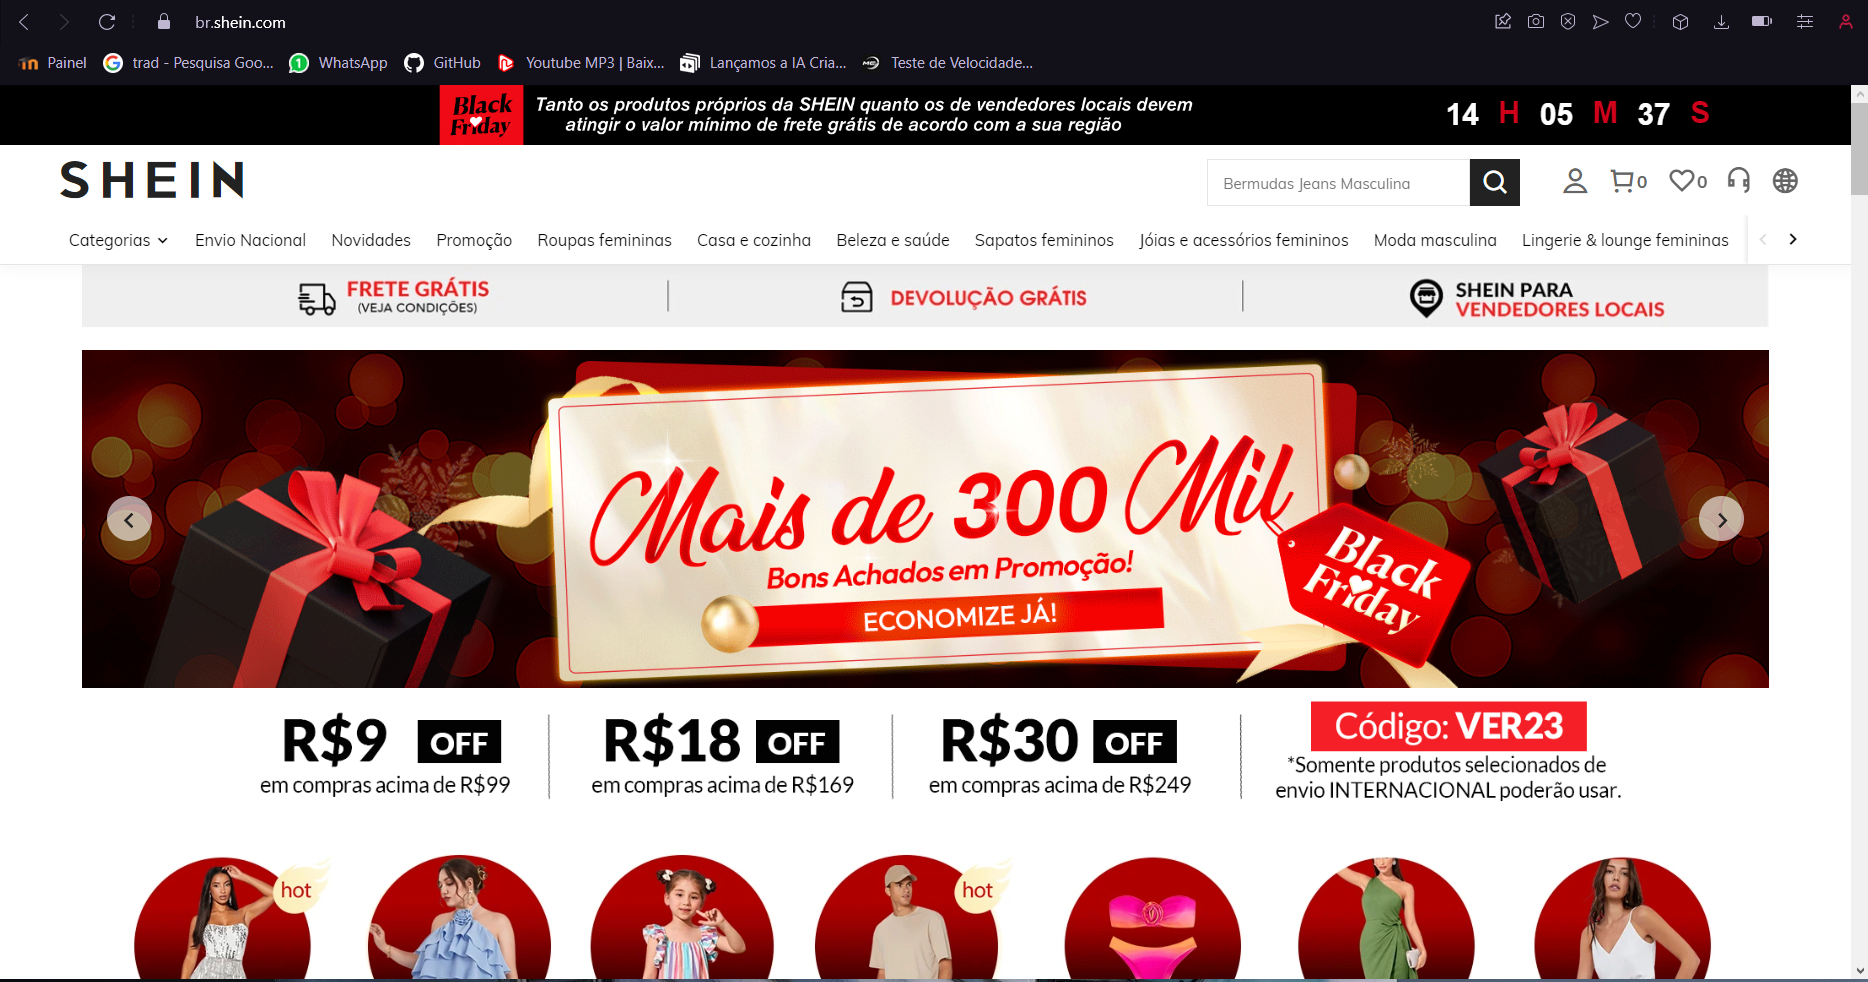 br.shein.com
Painel
trad - Pesquisa Goo...
WhatsApp
GitHub
Youtube MP3 | Baix...
Lançamos a IA Cria...
Teste de Velocidade...
Black
Friday
Tanto os produtos próprios da SHEIN quanto os de vendedores locais devem
atingir o valor mínimo de frete grátis de acordo com a sua região
14 H 05 M 37 S
SHEIN
Bermudas Jeans Masculina
0
0
Categorias
Envio Nacional
Novidades
Promoção
Roupas femininas
Casa e cozinha
Beleza e saúde
Sapatos femininos
Jóias e acessórios femininos
Moda masculina
Lingerie & lounge femininas
FRETE GRÁTIS
(VEJA CONDIÇÕES)
DEVOLUÇÃO GRÁTIS
SHEIN PARA
VENDEDORES LOCAIS
Mais de 300 Mil
Bons Achados em Promoção!
ECONOMIZE JÁ!
Black
Friday
R$9 OFF
em compras acima de R$99
R$18 OFF
em compras acima de R$169
R$30 OFF
em compras acima de R$249
Código: VER23
*Somente produtos selecionados de
envio INTERNACIONAL poderão usar.
hot
hot